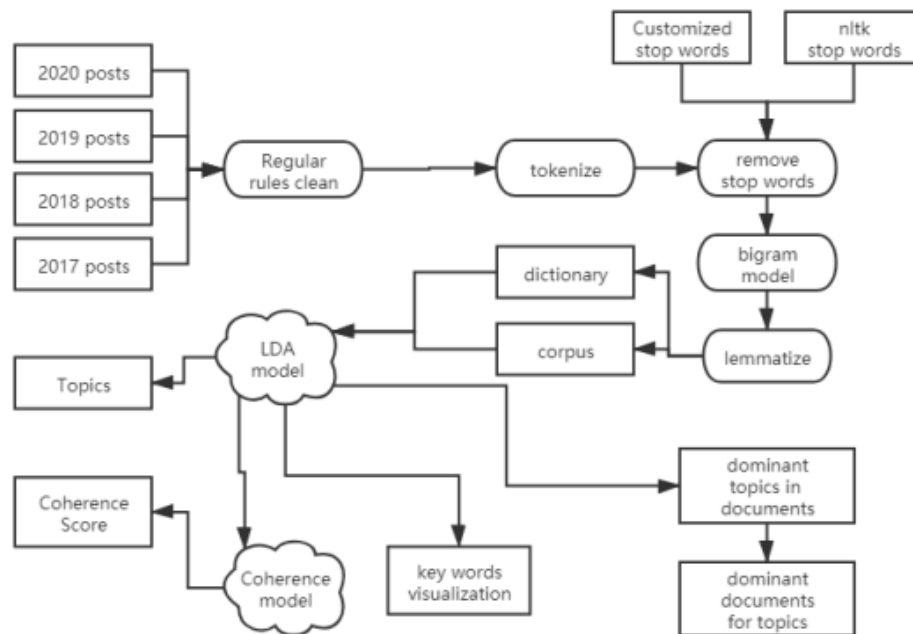 Customized
stop words
nltk
stop words
2020 posts
2019 posts
2018 posts
2017 posts
Regular
rules clean
tokenize
remove
stop words
bigram
model
dictionary
corpus
lemmatize
LDA
model
Topics
Coherence
Score
Coherence
model
key words
visualization
dominant
topics in
documents
dominant
documents
for topics